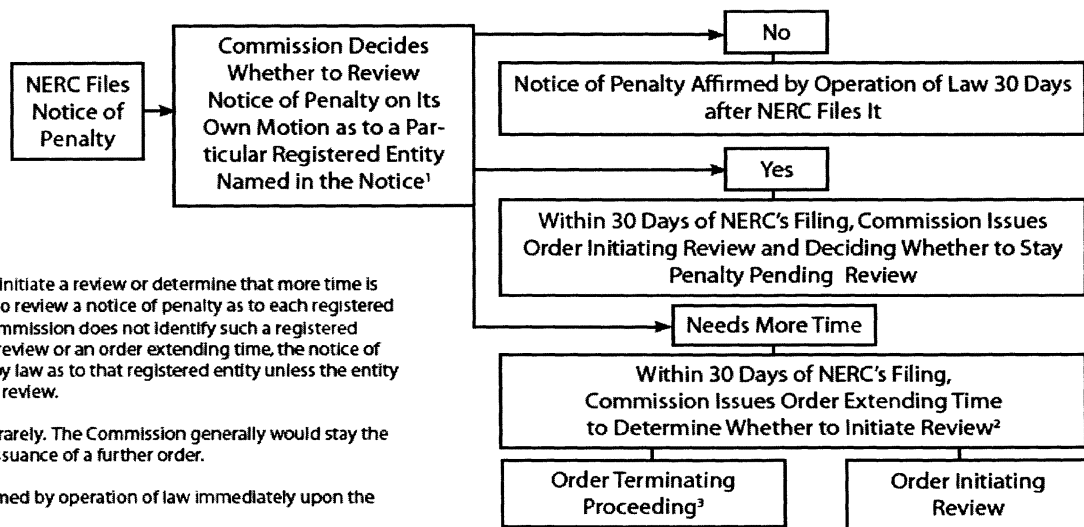 NERC Files
Notice of
Penalty
Commission Decides
Whether to Review
Notice of Penalty on Its
Own Motion as to a Par-
ticular Registered Entity
Named in the Notice¹
No
Notice of Penalty Affirmed by Operation of Law 30 Days
after NERC Files It
Yes
Within 30 Days of NERC's Filing, Commission Issues
Order Initiating Review and Deciding Whether to Stay
Penalty Pending Review
Needs More Time
Within 30 Days of NERC's Filing,
Commission Issues Order Extending Time
to Determine Whether to Initiate Review²
Order Terminating
Proceeding³
Order Initiating
Review
initiate a review or determine that more time is
o review a notice of penalty as to each registered
mmission does not identify such a registered
review or an order extending time, the notice of
by law as to that registered entity unless the entity
review.
rarely. The Commission generally would stay the
ssuance of a further order.
med by operation of law immediately upon the